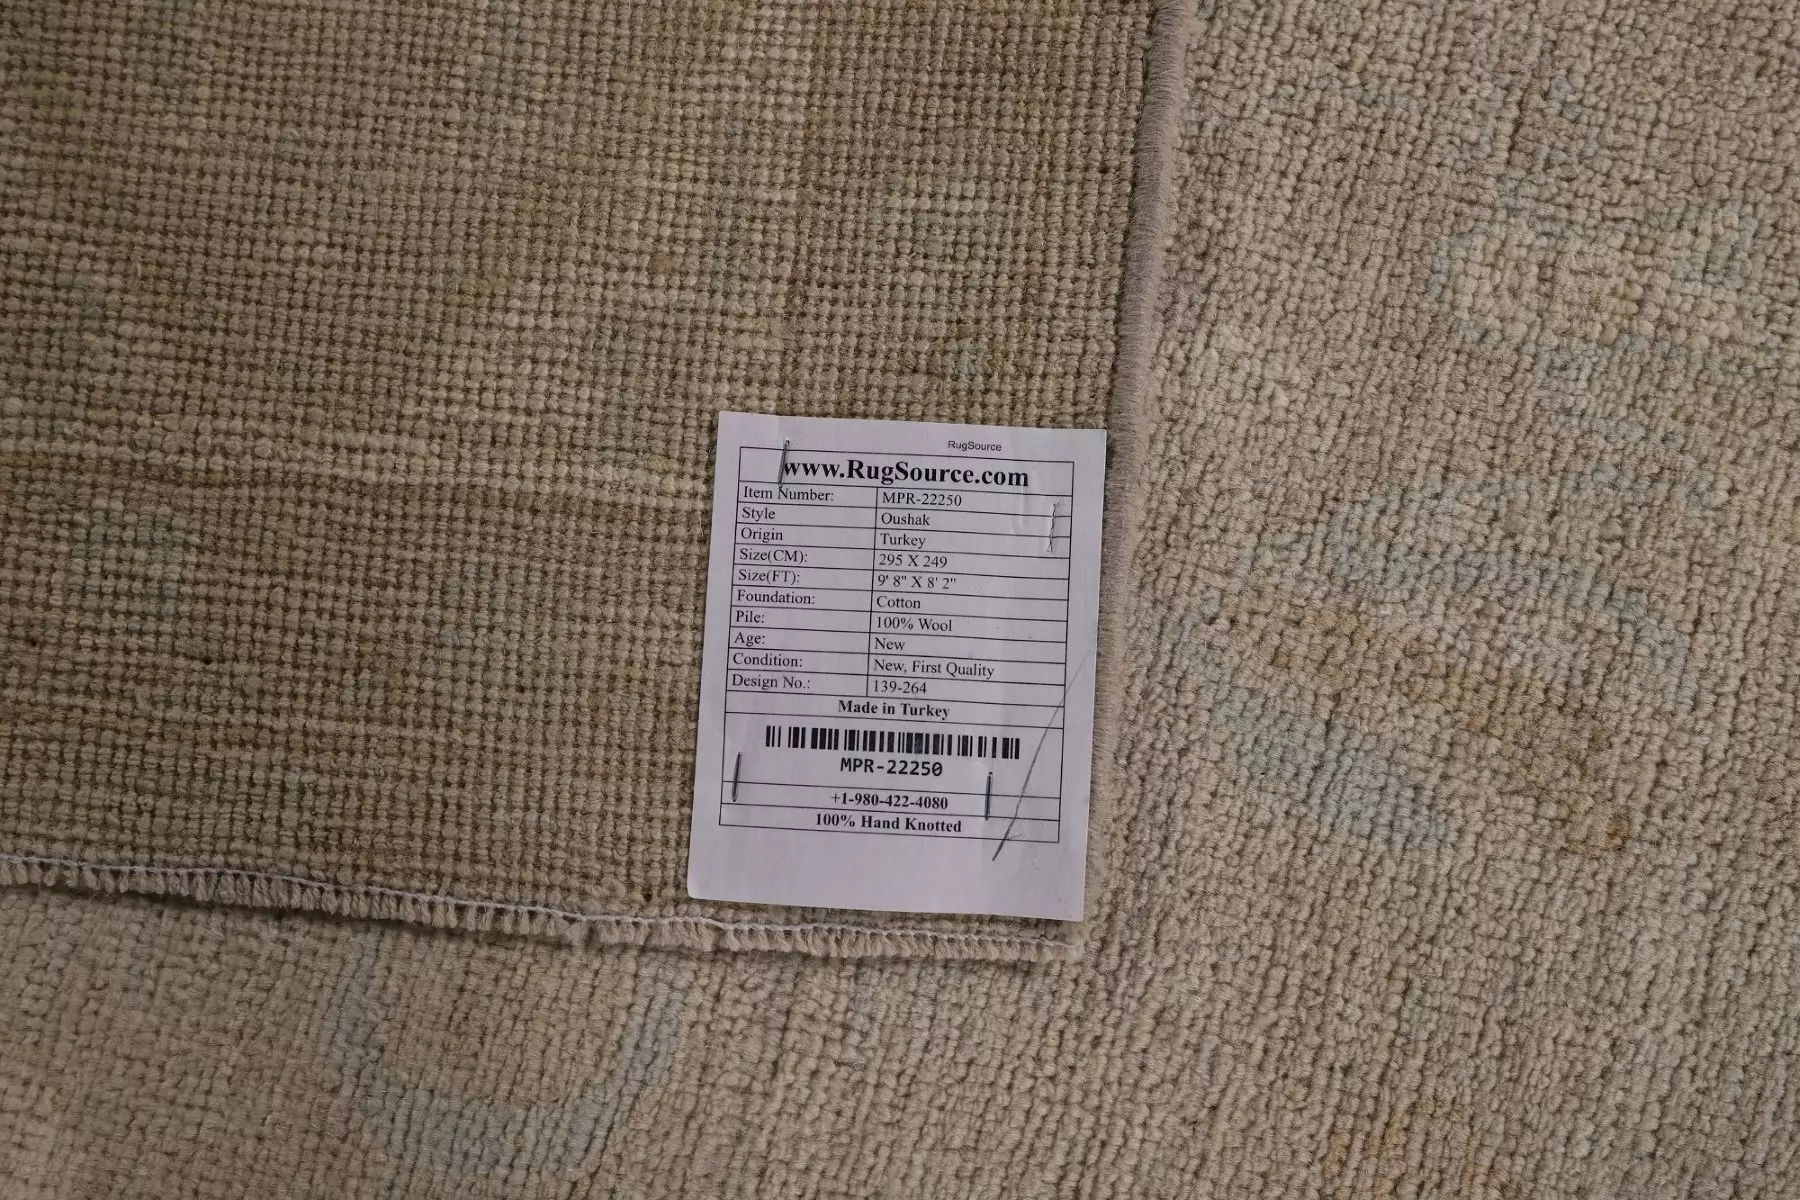 RugSource
www.RugSource.com
Item Number: MPR-22250
Style Oushak
Origin Turkey
Size(CM): 295 X 249
Size(FT): 9' 8" X 8' 2"
Foundation: Cotton
Pile: 100% Wool
Age: New
Condition: New, First Quality
Design No.: 139-264
Made in Turkey
MPR-22250
+1-980-422-4080
100% Hand Knotted